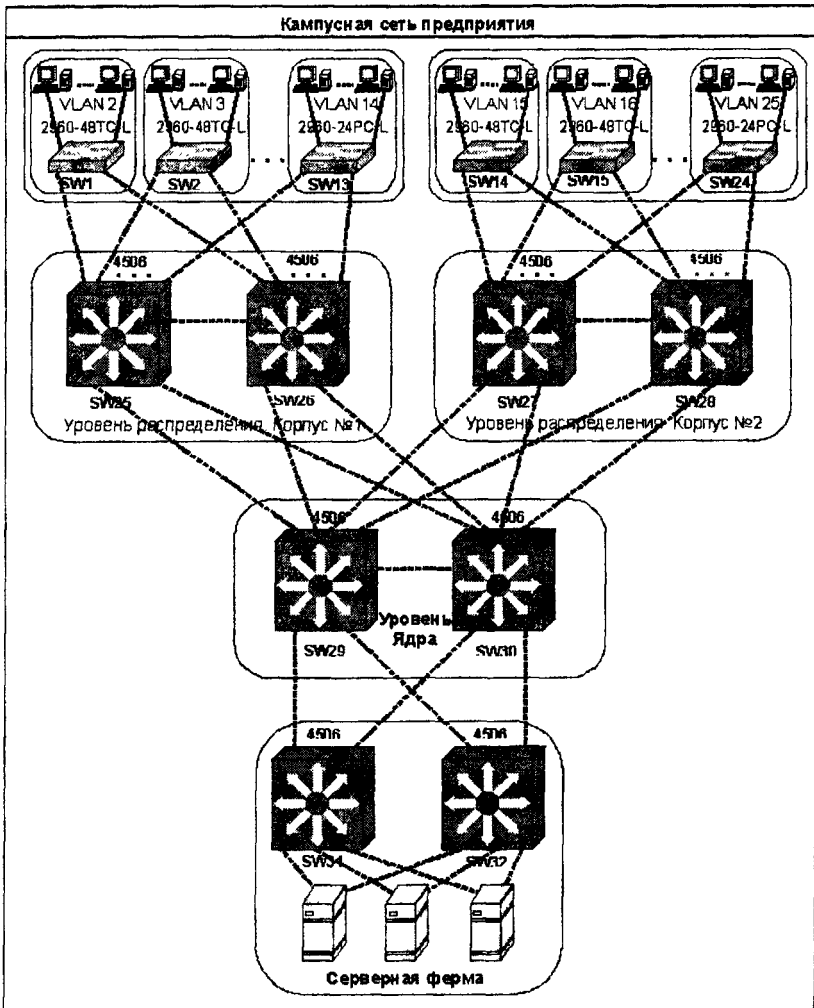 Кампусная сеть предприятия
VLAN 2 VLAN 3 VLAN 14 VLAN 15 VLAN 16 VLAN 25
2960-48TC-L 2960-48TC-L 2960-24PC-L 2960-48TC-L 2960-48TC-L 2960-24PC-L
SW1 SW2 SW13 SW14 SW15 SW24
4506 4506 4506 4506
SW25 SW26 SW27 SW28
Уровень распределения Корпус №1 Уровень распределения Корпус №2
4506 4506
Уровень
Ядра
SW29 SW30
4506 4506
SW31 SW32
Серверная ферма